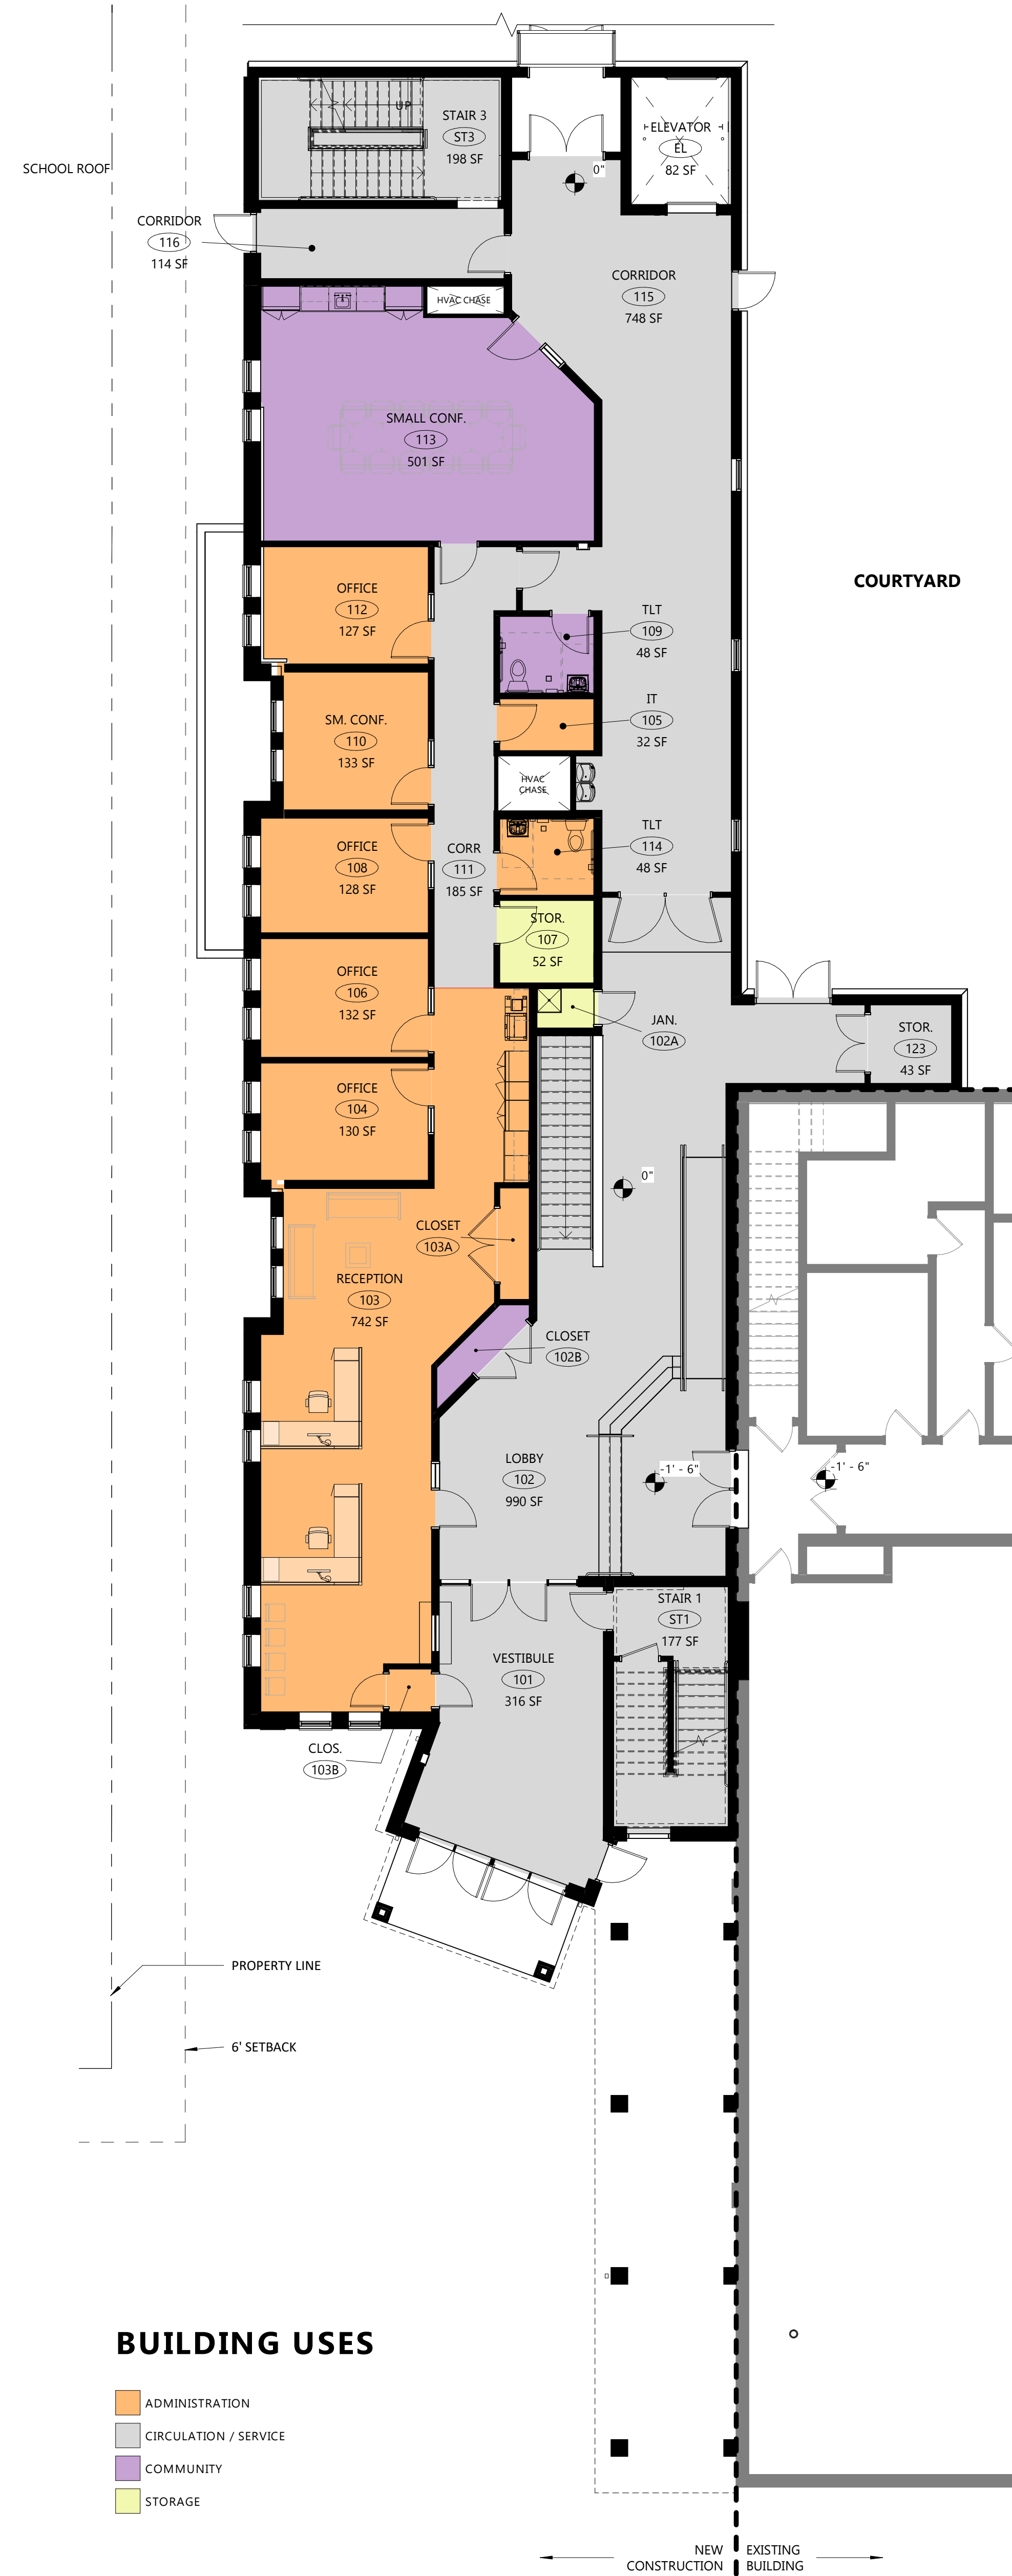 UP
STAIR 3
ST3
198 SF
ELEVATOR
EL
82 SF
SCHOOL ROOF
0"
CORRIDOR
116
114 SF
CORRIDOR
115
748 SF
HVAC CHASE
SMALL CONF.
113
501 SF
COURTYARD
OFFICE
112
127 SF
TLT
109
48 SF
SM. CONF.
110
133 SF
IT
105
32 SF
HVAC
CHASE
OFFICE
108
128 SF
CORR
111
185 SF
TLT
114
48 SF
STOR.
107
52 SF
OFFICE
106
132 SF
JAN.
102A
STOR.
123
43 SF
OFFICE
104
130 SF
0"
CLOSET
103A
RECEPTION
103
742 SF
CLOSET
102B
LOBBY
102
990 SF
-1' - 6"
-1' - 6"
STAIR 1
ST1
177 SF
VESTIBULE
101
316 SF
CLOS.
103B
PROPERTY LINE
6' SETBACK
BUILDING USES
ADMINISTRATION
CIRCULATION / SERVICE
COMMUNITY
STORAGE
NEW
CONSTRUCTION
EXISTING
BUILDING